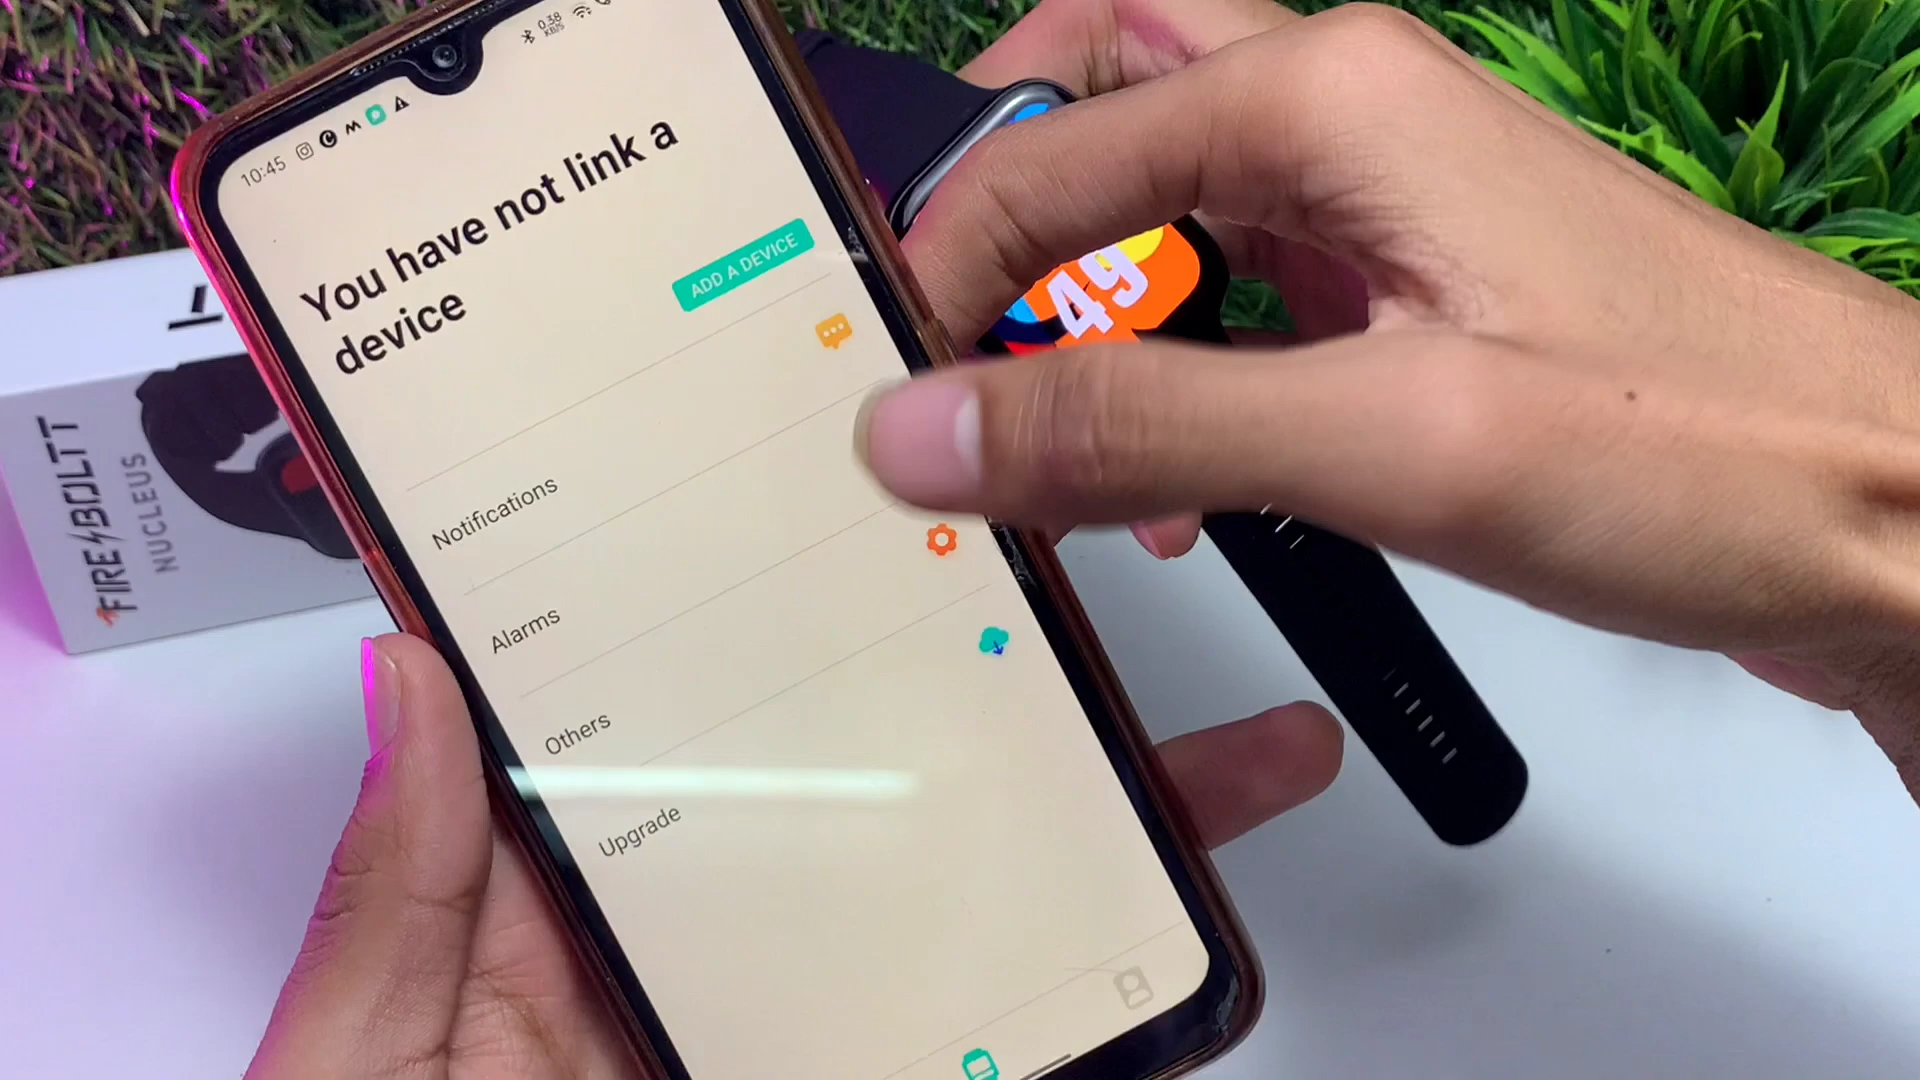 10:45
0.38
KB/S
You have not link a
device
ADD A DEVICE
Notifications
Alarms
Others
Upgrade
FIRE BOLTT
NUCLEUS
49